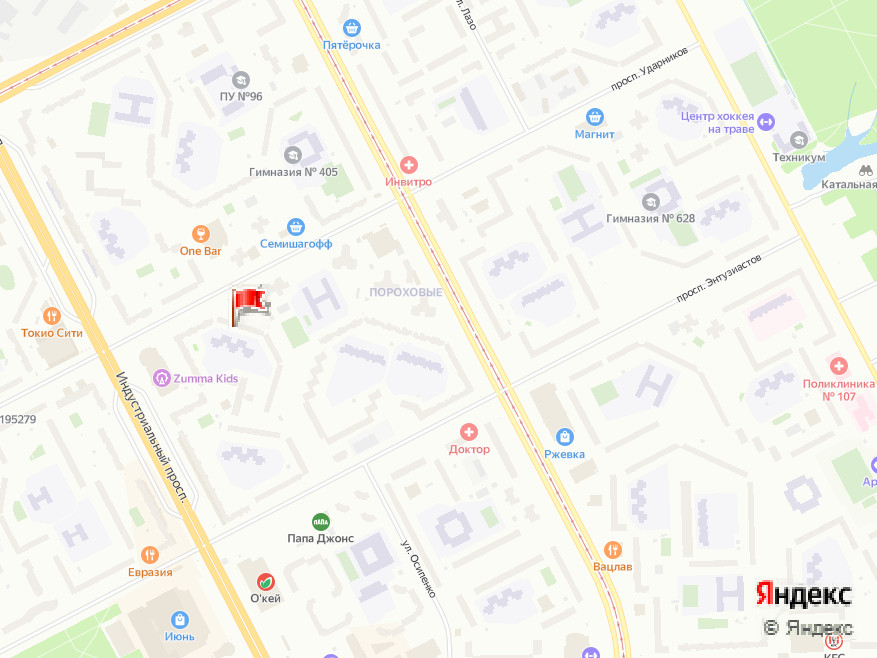 ул. Лазо
Пятёрочка
просп. Ударников
ПУ №96
Центр хоккея
на траве
Магнит
Техникум
Гимназия № 405
Инвитро
Катальная
Гимназия № 628
One Bar
Семишагофф
просп. Энтузиастов
ПОРОХОВЫЕ
Токио Сити
Zumma Kids
Поликлиника
№ 107
195279
Индустриальный просп.
Доктор
Ржевка
Ар
ПАПА
Папа Джонс
ул. Осипенко
Евразия
Вацлав
О'кей
Яндекс
© Яндекс
Июнь
KFC